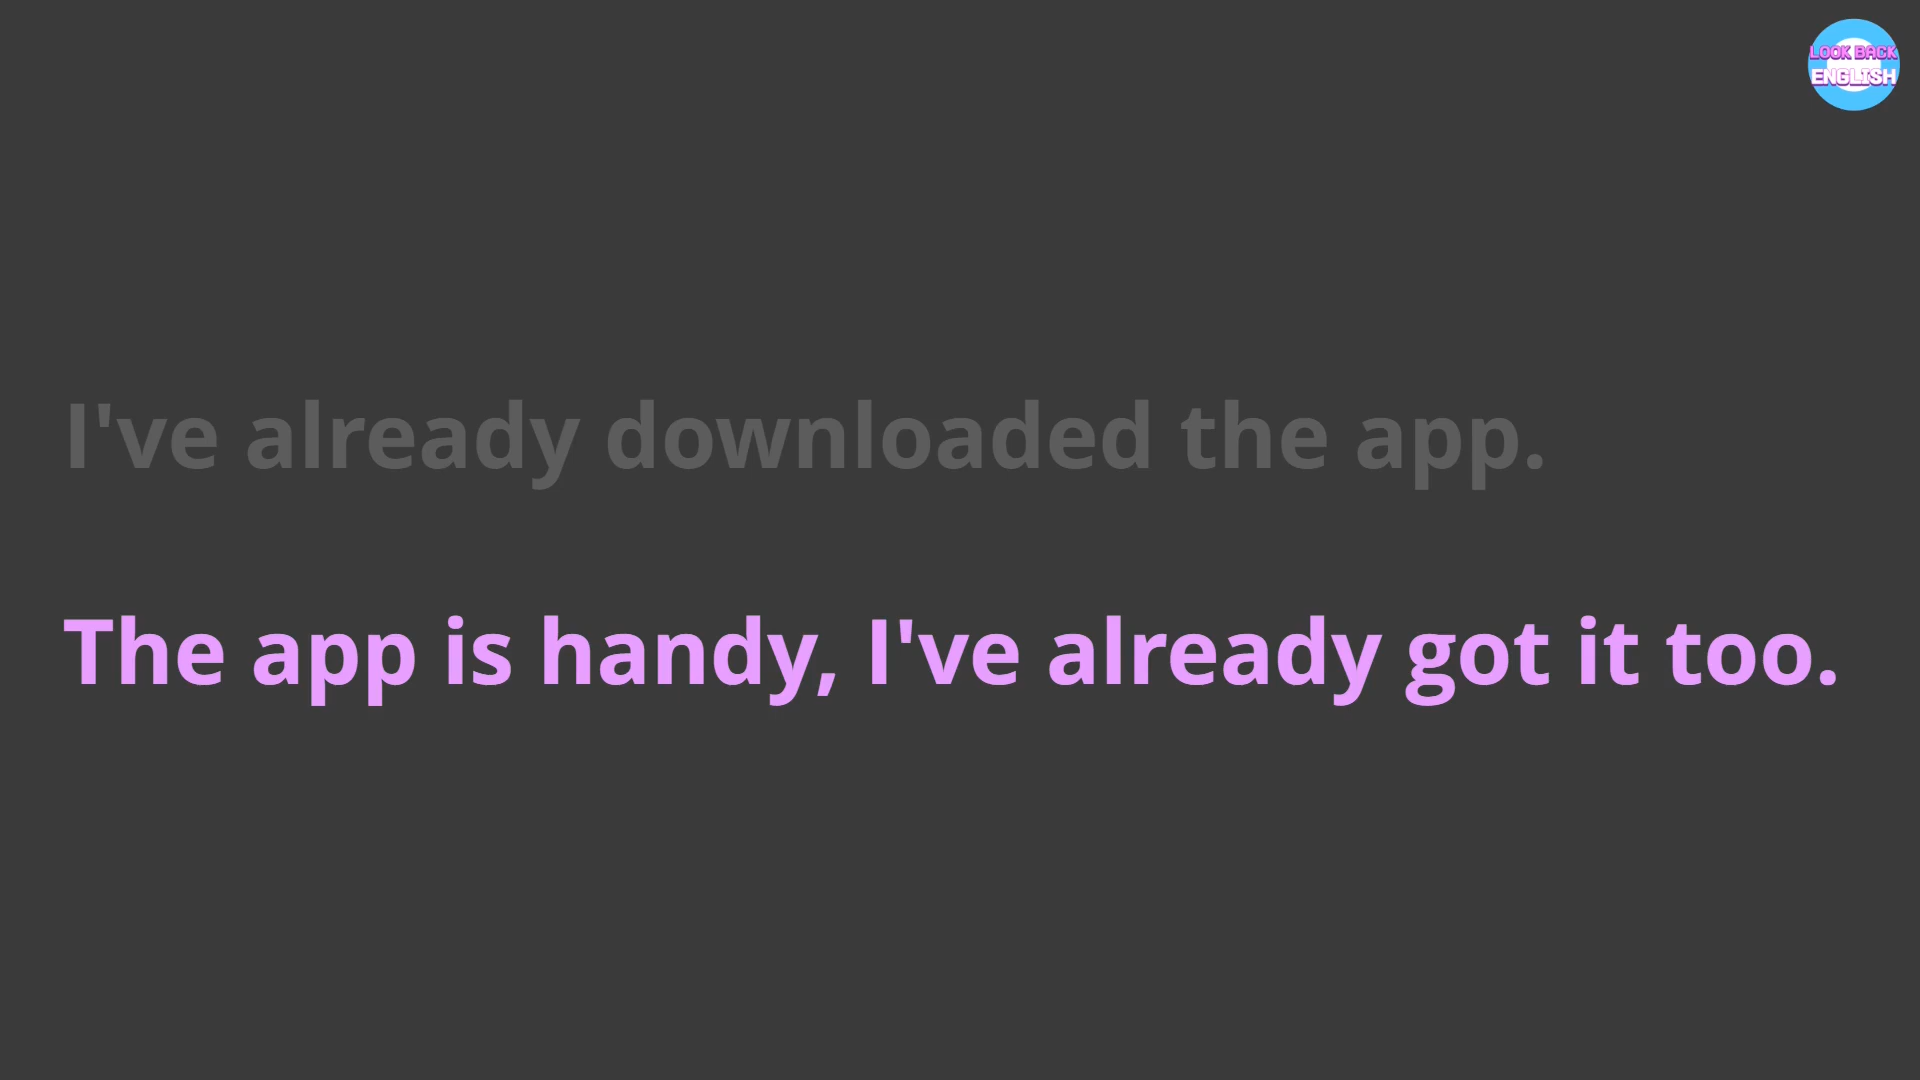 LOOK BACK
ENGLISH
I've already downloaded the app.
The app is handy, I've already got it too.